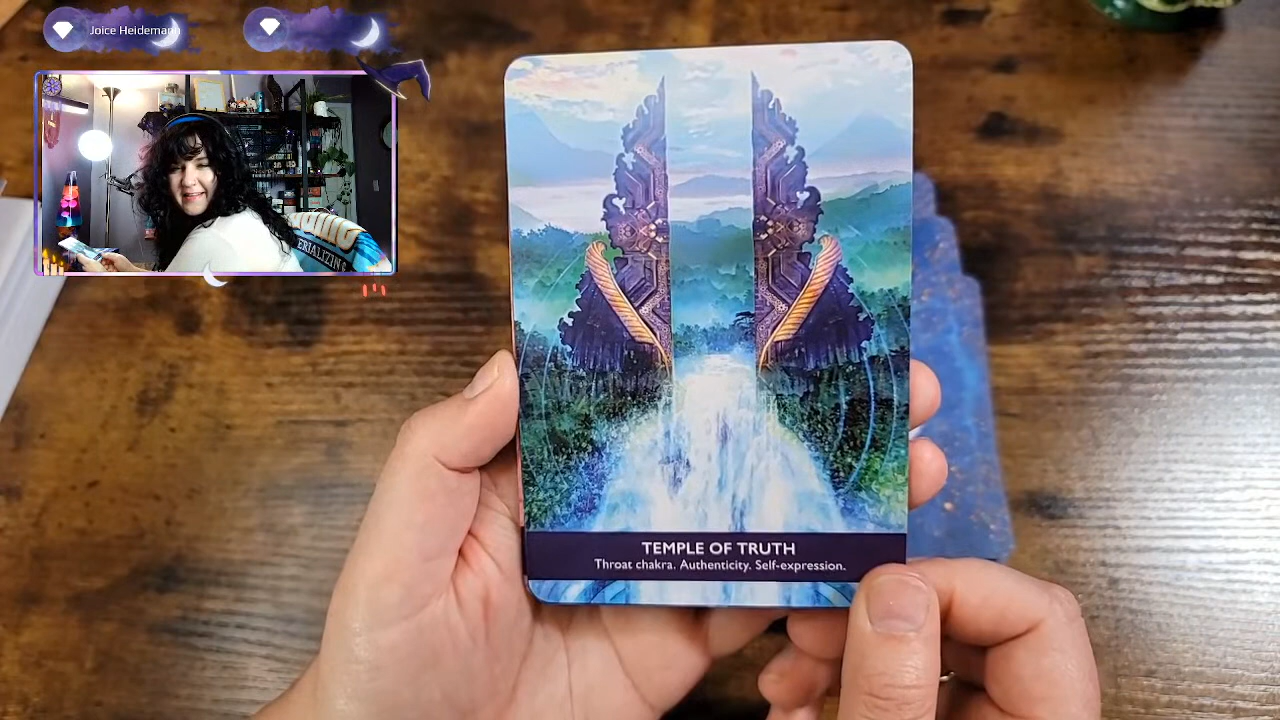 Joice Heidemann
TEMPLE OF TRUTH
Throat chakra. Authenticity. Self-expression.